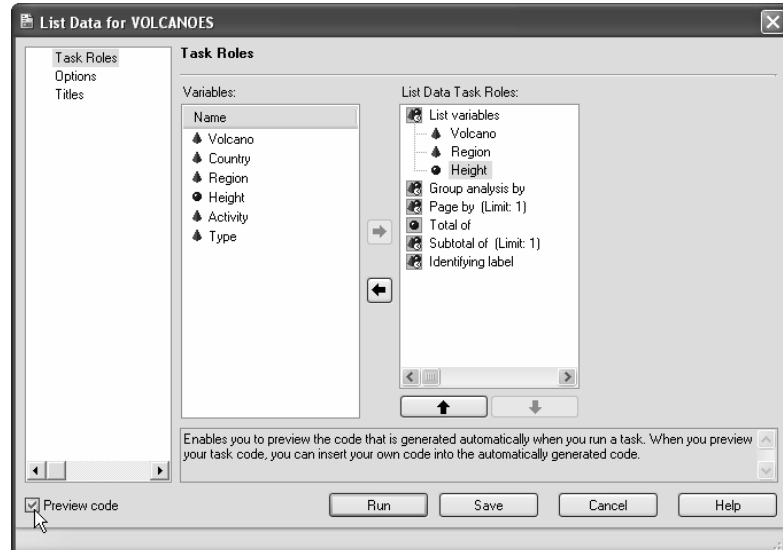 List Data for VOLCANOES
Task Roles
Options
Titles
Task Roles
Variables:
Name
Volcano
Country
Region
Height
Activity
Type
List Data Task Roles:
List variables
Volcano
Region
Height
Group analysis by
Page by (Limit: 1)
Total of
Subtotal of (Limit: 1)
Identifying label
Enables you to preview the code that is generated automatically when you run a task. When you preview
your task code, you can insert your own code into the automatically generated code.
Preview code
Run
Save
Cancel
Help